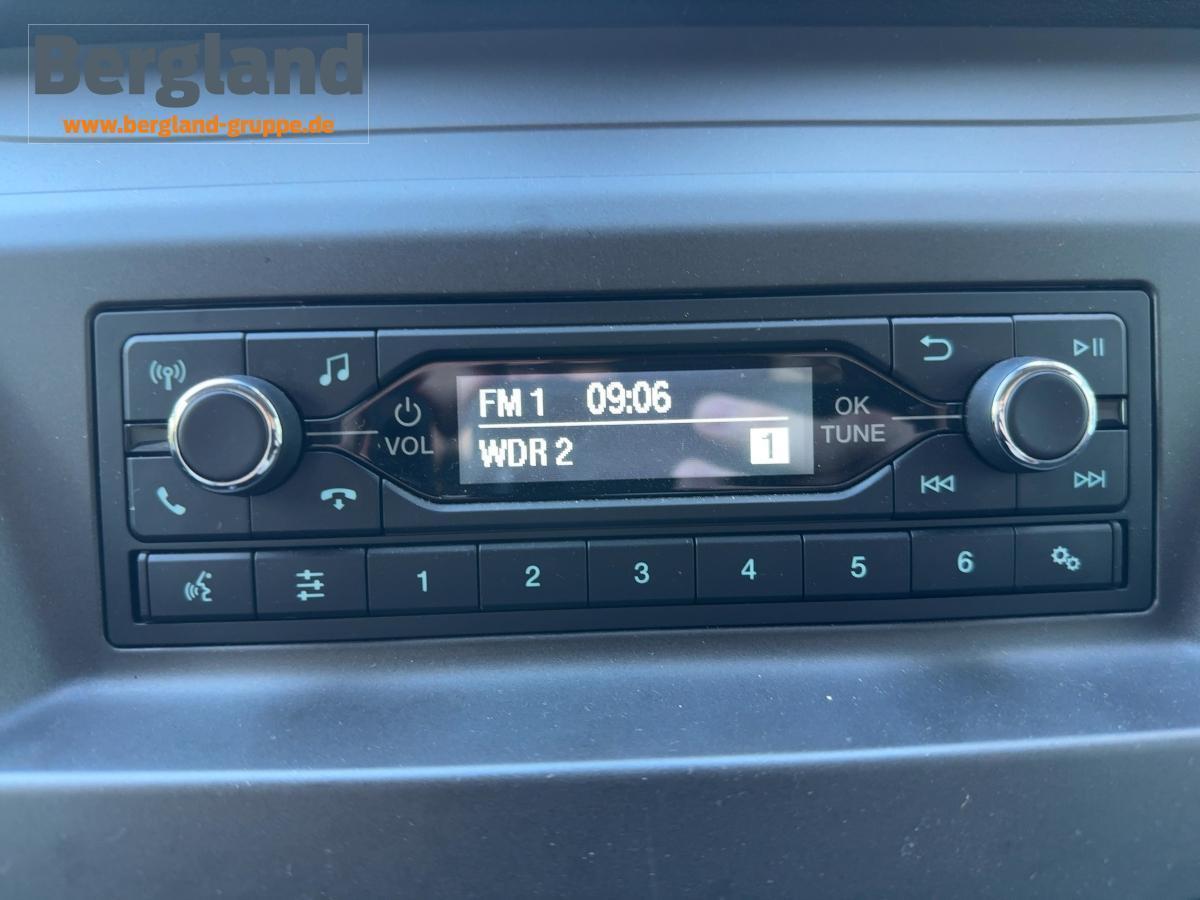 Bergland
www.bergland-gruppe.de
FM 1 09:06
WDR 2 1
VOL
OK
TUNE
1 2 3 4 5 6